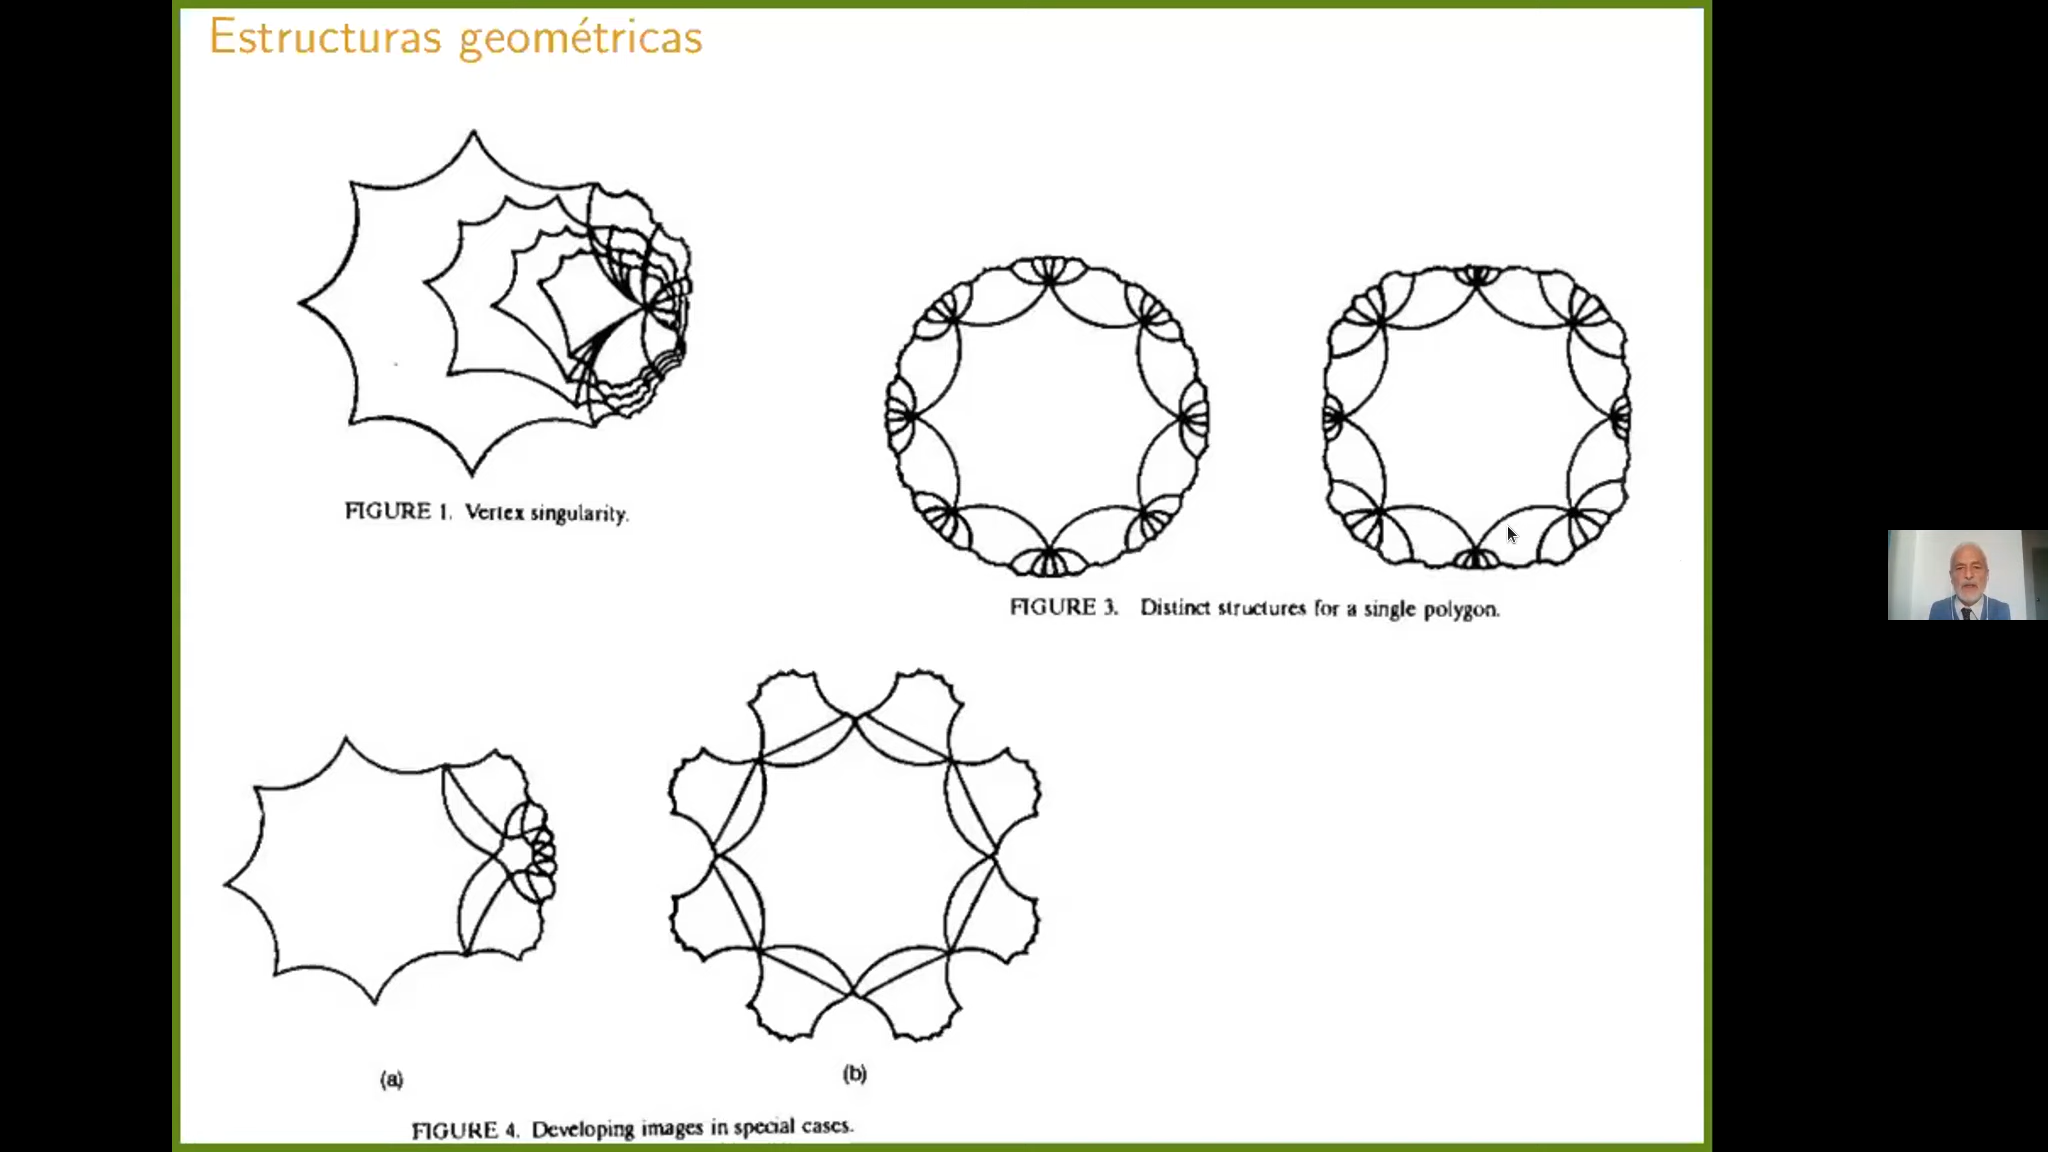 Estructuras geométricas
FIGURE 1. Vertex singularity.
FIGURE 3. Distinct structures for a single polygon.
(a)
(b)
FIGURE 4. Developing images in special cases.